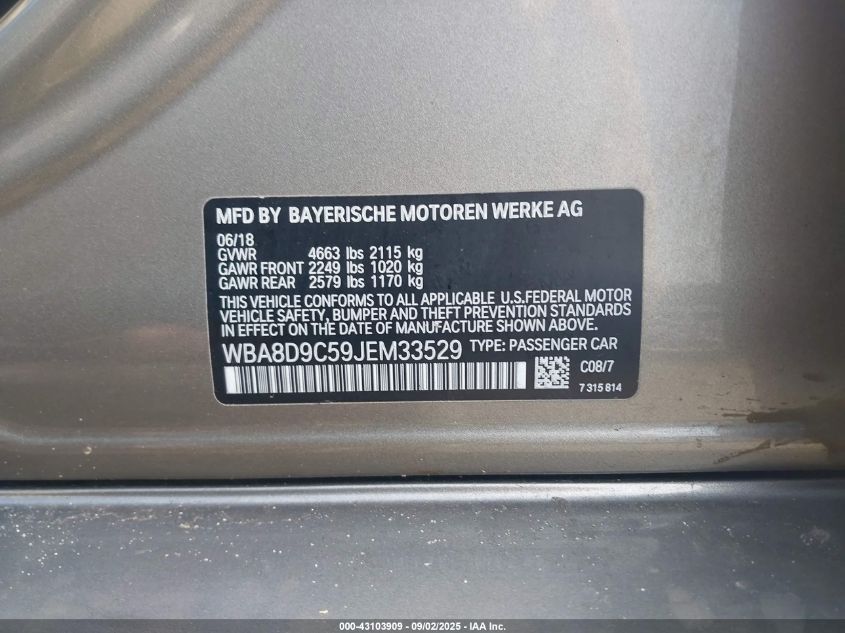 MFD BY BAYERISCHE MOTOREN WERKE AG
06/18
GVWR 4663 lbs 2115 kg
GAWR FRONT 2249 lbs 1020 kg
GAWR REAR 2579 lbs 1170 kg
THIS VEHICLE CONFORMS TO ALL APPLICABLE U.S.FEDERAL MOTOR
VEHICLE SAFETY, BUMPER AND THEFT PREVENTION STANDARDS
IN EFFECT ON THE DATE OF MANUFACTURE SHOWN ABOVE.
WBA8D9C59JEM33529 TYPE: PASSENGER CAR
C08/7
7 315 814
000-43103909 - 09/02/2025 - IAA Inc.